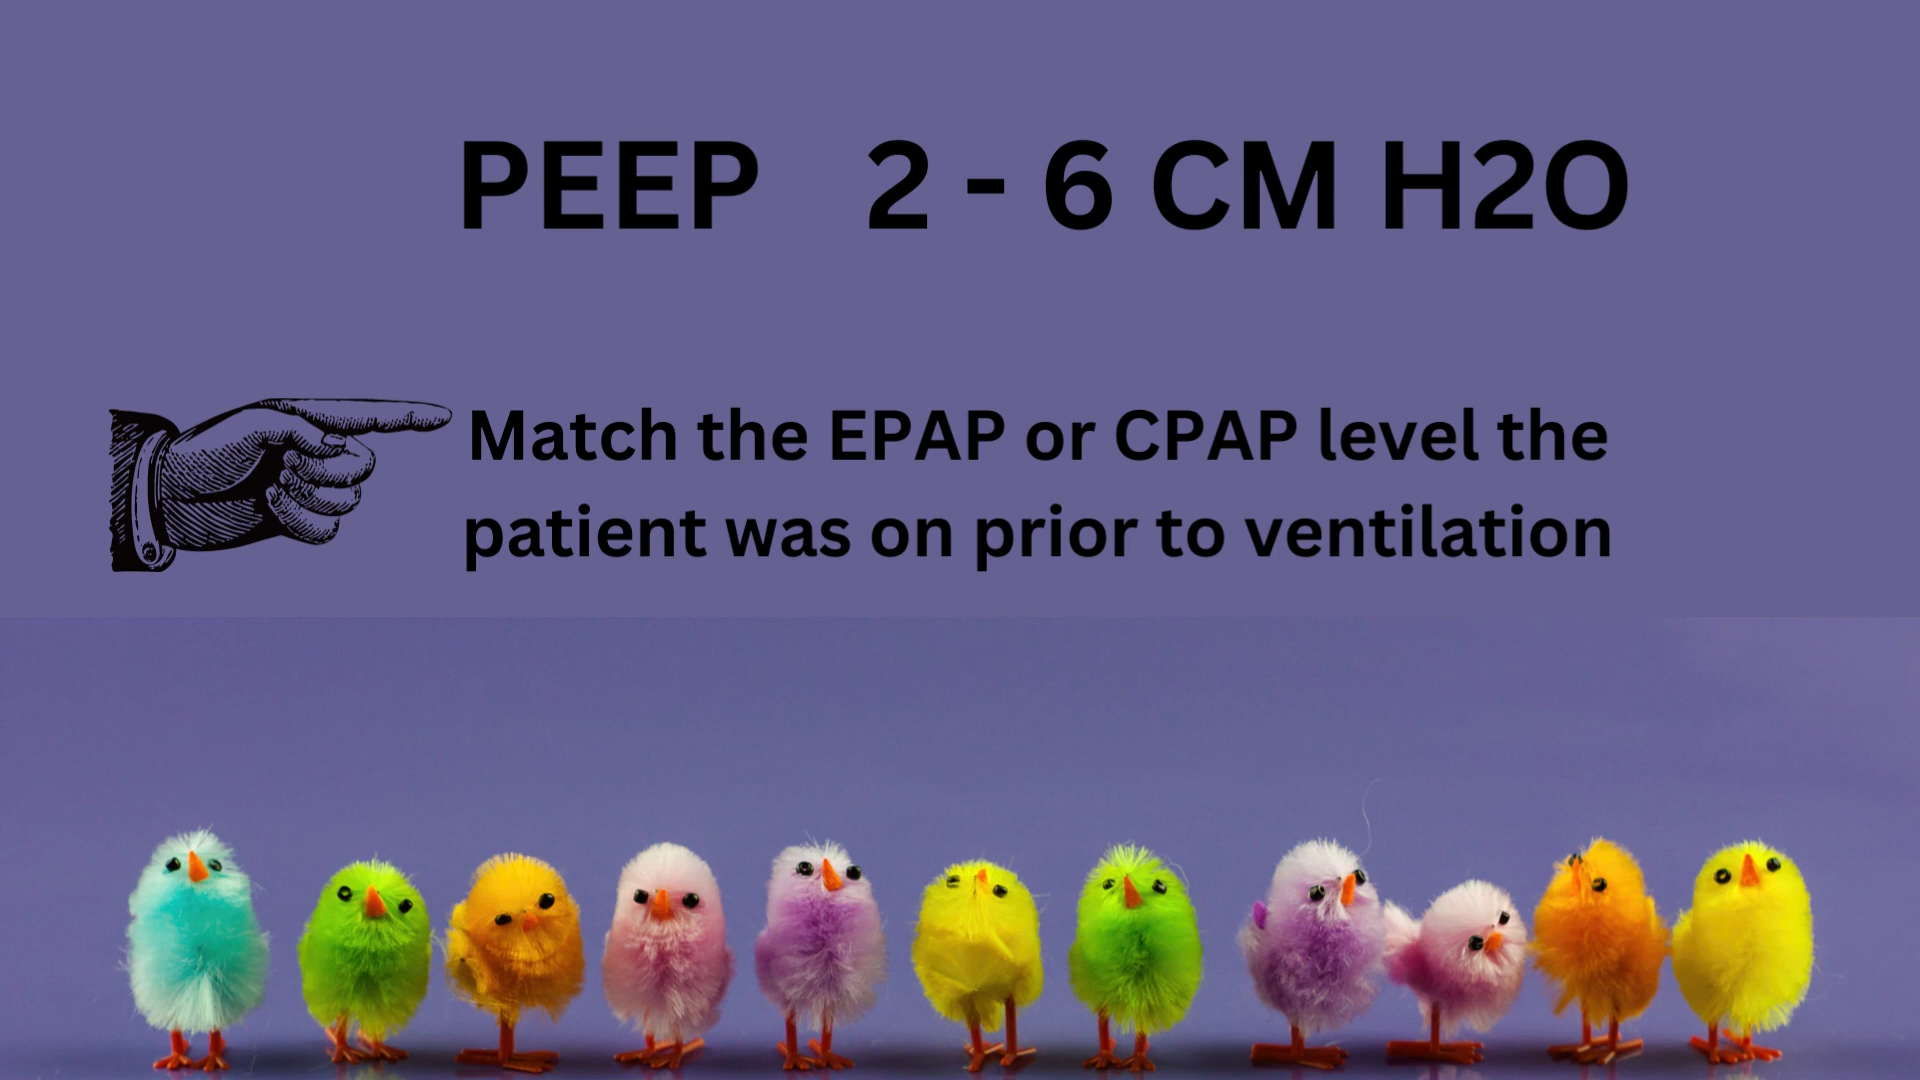 PEEP 2 - 6 CM H2O
Match the EPAP or CPAP level the
patient was on prior to ventilation